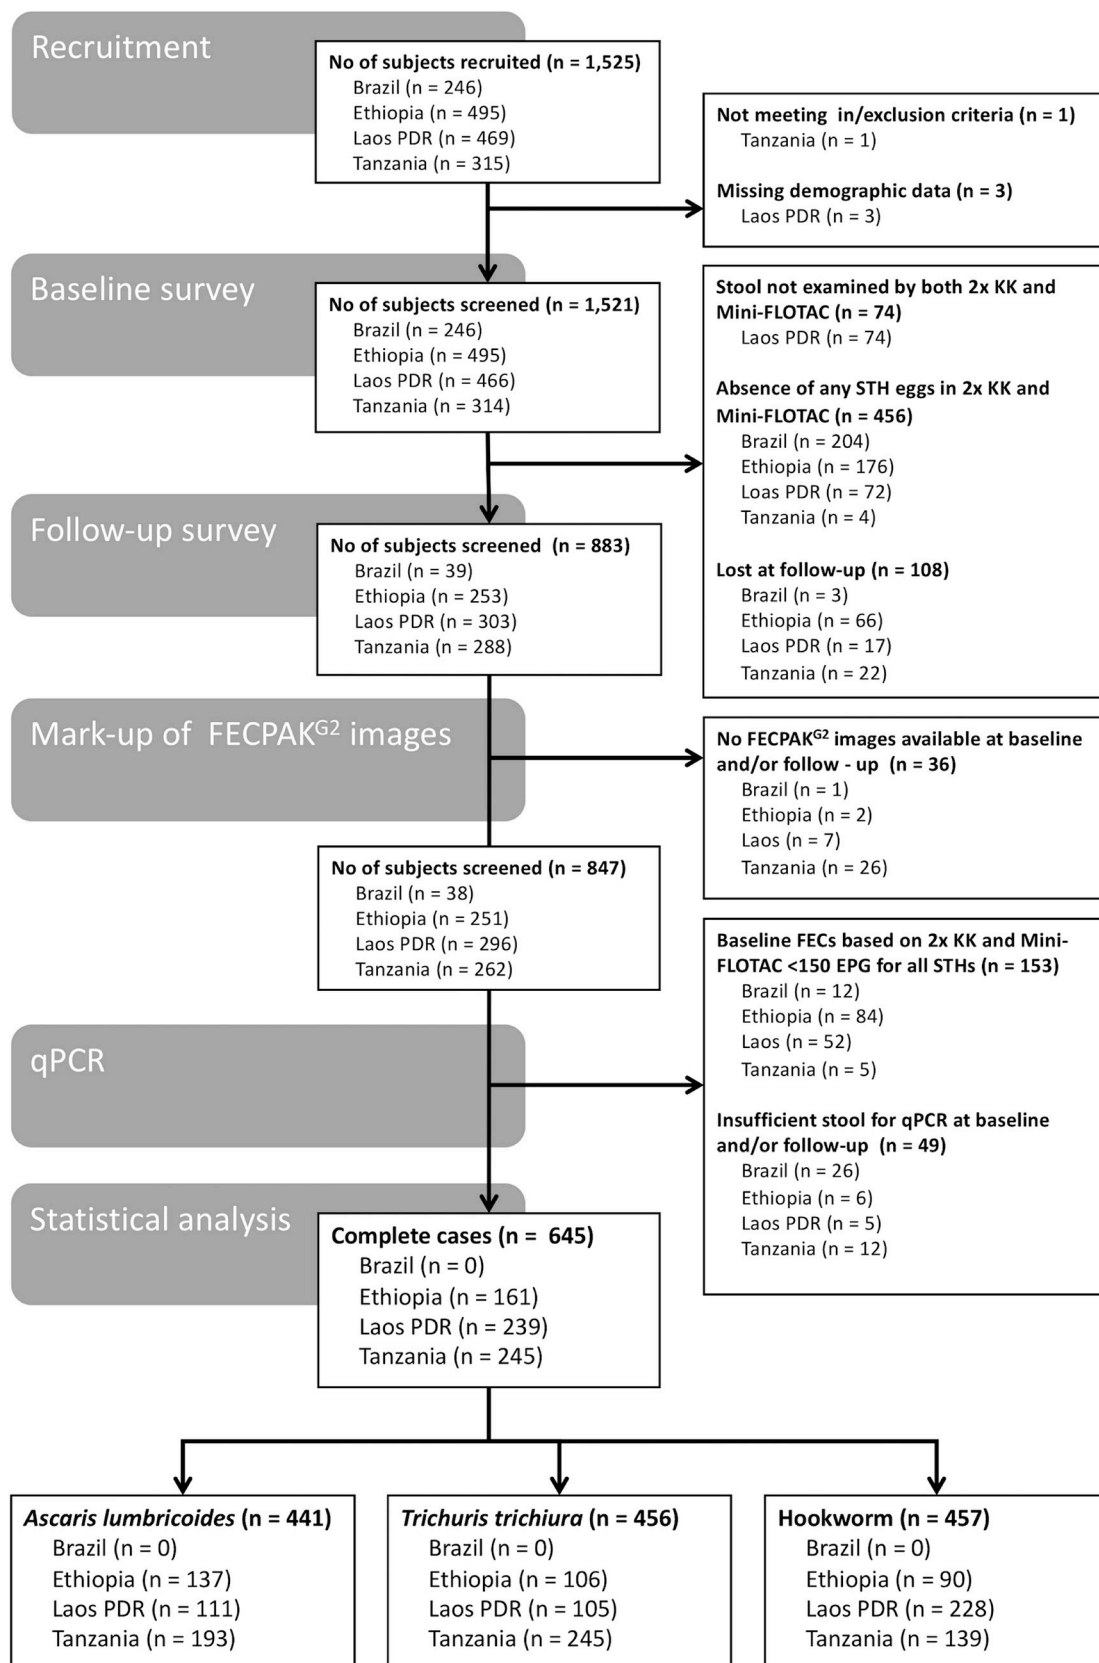 Recruitment
No of subjects recruited (n = 1,525)
Brazil (n = 246)
Ethiopia (n = 495)
Laos PDR (n = 469)
Tanzania (n = 315)
Not meeting in/exclusion criteria (n = 1)
Tanzania (n = 1)
Missing demographic data (n = 3)
Laos PDR (n = 3)
Baseline survey
No of subjects screened (n = 1,521)
Brazil (n = 246)
Ethiopia (n = 495)
Laos PDR (n = 466)
Tanzania (n = 314)
Stool not examined by both 2x KK and
Mini-FLOTAC (n = 74)
Laos PDR (n = 74)
Absence of any STH eggs in 2x KK and
Mini-FLOTAC (n = 456)
Brazil (n = 204)
Ethiopia (n = 176)
Loas PDR (n = 72)
Tanzania (n = 4)
Lost at follow-up (n = 108)
Brazil (n = 3)
Ethiopia (n = 66)
Laos PDR (n = 17)
Tanzania (n = 22)
Follow-up survey
No of subjects screened (n = 883)
Brazil (n = 39)
Ethiopia (n = 253)
Laos PDR (n = 303)
Tanzania (n = 288)
Mark-up of FECPAKG2 images
No FECPAKG2 images available at baseline
and/or follow - up (n = 36)
Brazil (n = 1)
Ethiopia (n = 2)
Laos (n = 7)
Tanzania (n = 26)
No of subjects screened (n = 847)
Brazil (n = 38)
Ethiopia (n = 251)
Laos PDR (n = 296)
Tanzania (n = 262)
Baseline FECs based on 2x KK and Mini-
FLOTAC <150 EPG for all STHs (n = 153)
Brazil (n = 12)
Ethiopia (n = 84)
Laos (n = 52)
Tanzania (n = 5)
Insufficient stool for qPCR at baseline
and/or follow-up (n = 49)
Brazil (n = 26)
Ethiopia (n = 6)
Laos PDR (n = 5)
Tanzania (n = 12)
qPCR
Statistical analysis
Complete cases (n = 645)
Brazil (n = 0)
Ethiopia (n = 161)
Laos PDR (n = 239)
Tanzania (n = 245)
Ascaris lumbricoides (n = 441)
Brazil (n = 0)
Ethiopia (n = 137)
Laos PDR (n = 111)
Tanzania (n = 193)
Trichuris trichiura (n = 456)
Brazil (n = 0)
Ethiopia (n = 106)
Laos PDR (n = 105)
Tanzania (n = 245)
Hookworm (n = 457)
Brazil (n = 0)
Ethiopia (n = 90)
Laos PDR (n = 228)
Tanzania (n = 139)